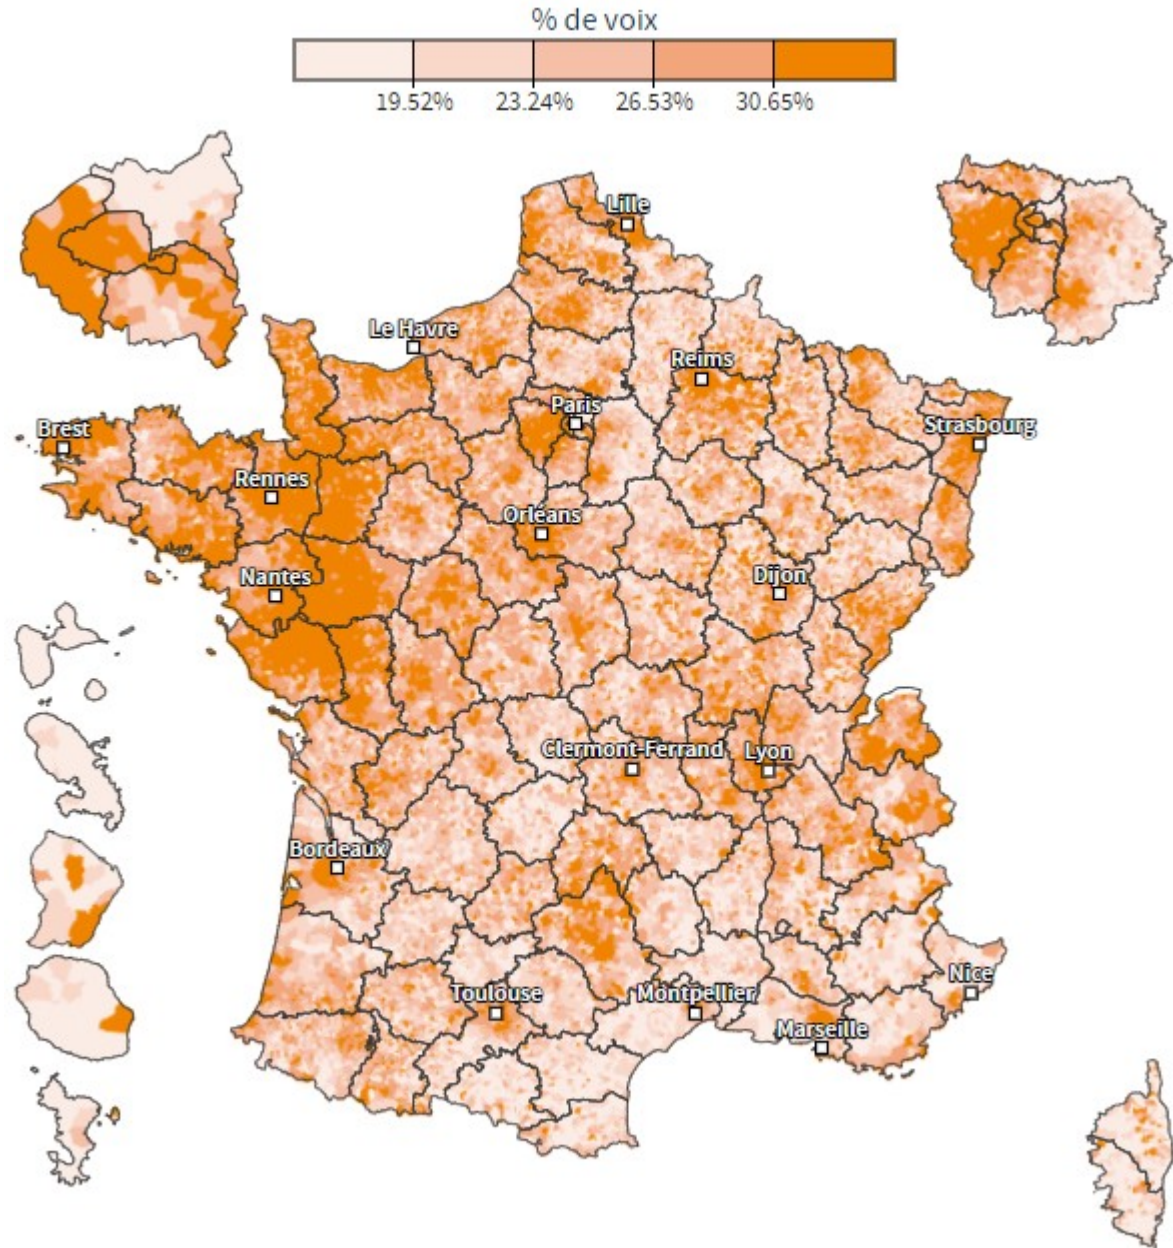 % de voix
19.52% 23.24% 26.53% 30.65%
Lille
Le Havre
Reims
Paris
Brest
Strasbourg
Rennes
Orléans
Nantes
Dijon
Clermont-Ferrand
Lyon
Bordeaux
Nice
Toulouse
Montpellier
Marseille